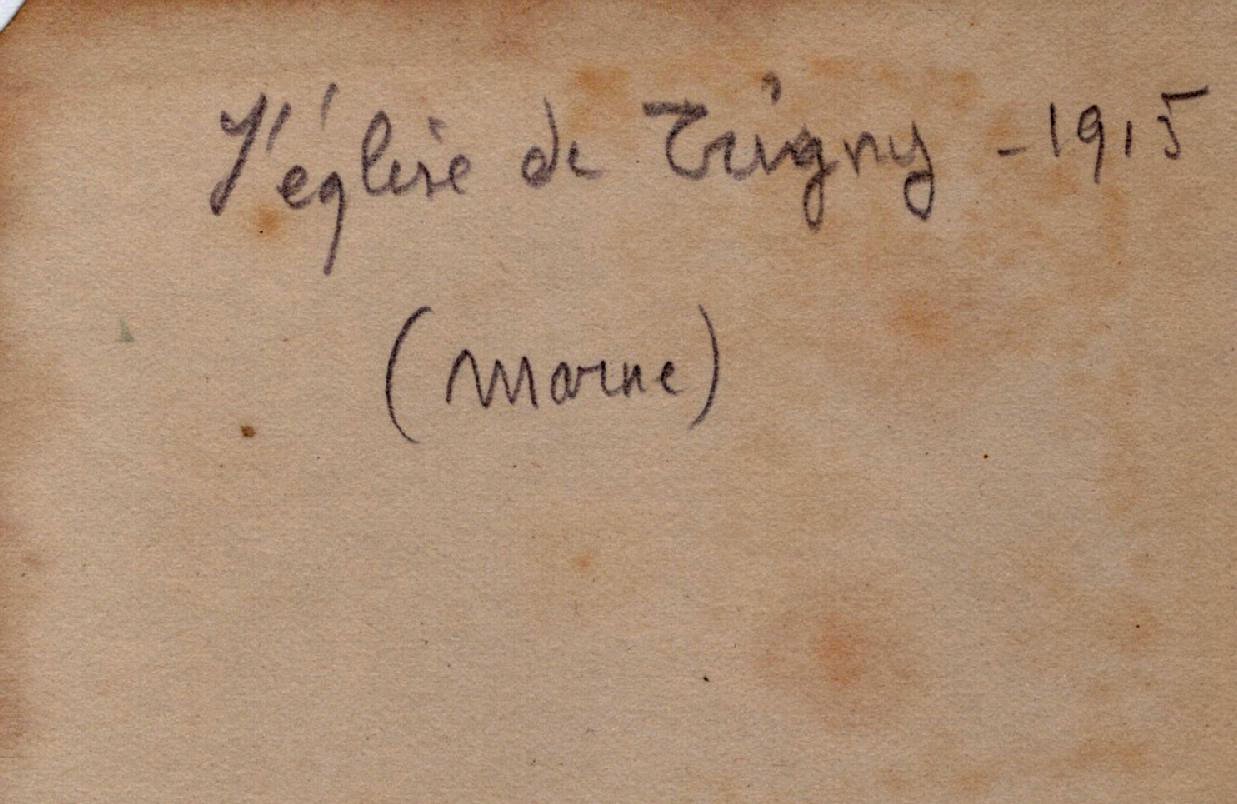 l'église de Trigny - 1915
(Marne)